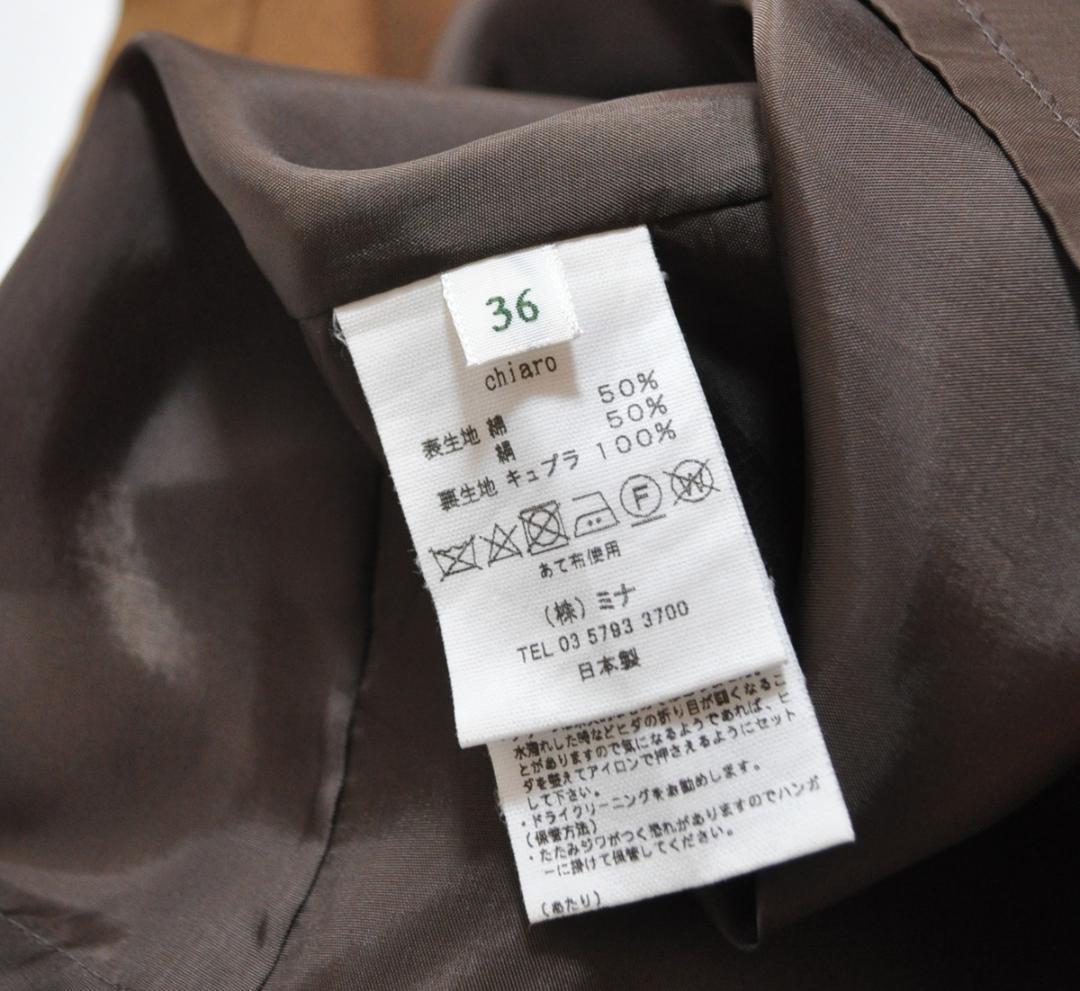 36
chiaro
表生地 綿 50%
絹 50%
裏生地 キュプラ 100%
F
W
あて布使用
(株)ミナ
TEL 03 5793 3700
日本製
水濡れした時などヒダの折り目が弱くなるこ
とがありますので気になるようであれば、ヒ
ダを整えてアイロンで押さえるようにセット
して下さい。
・ドライクリーニングをお勧めします。
(保管方法)
・たたみジワがつく恐れがありますのでハンガ
ーに掛けて保管してください。
(あたり)